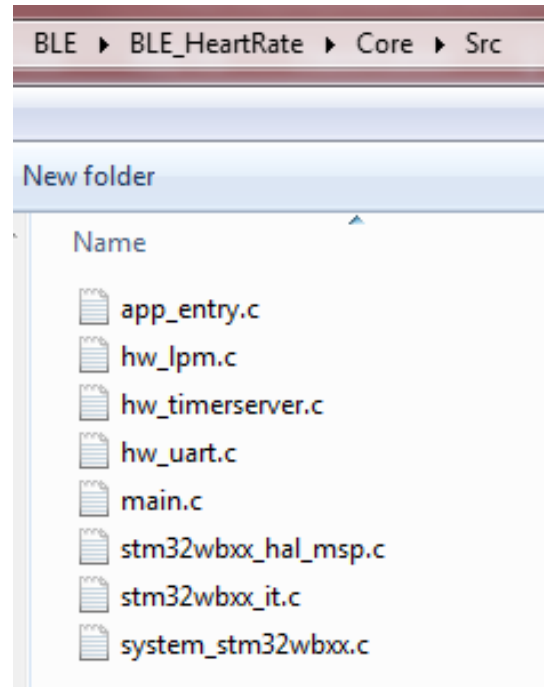 BLE ▸ BLE_HeartRate ▸ Core ▸ Src
New folder
Name
app_entry.c
hw_lpm.c
hw_timerserver.c
hw_uart.c
main.c
stm32wbxx_hal_msp.c
stm32wbxx_it.c
system_stm32wbxx.c